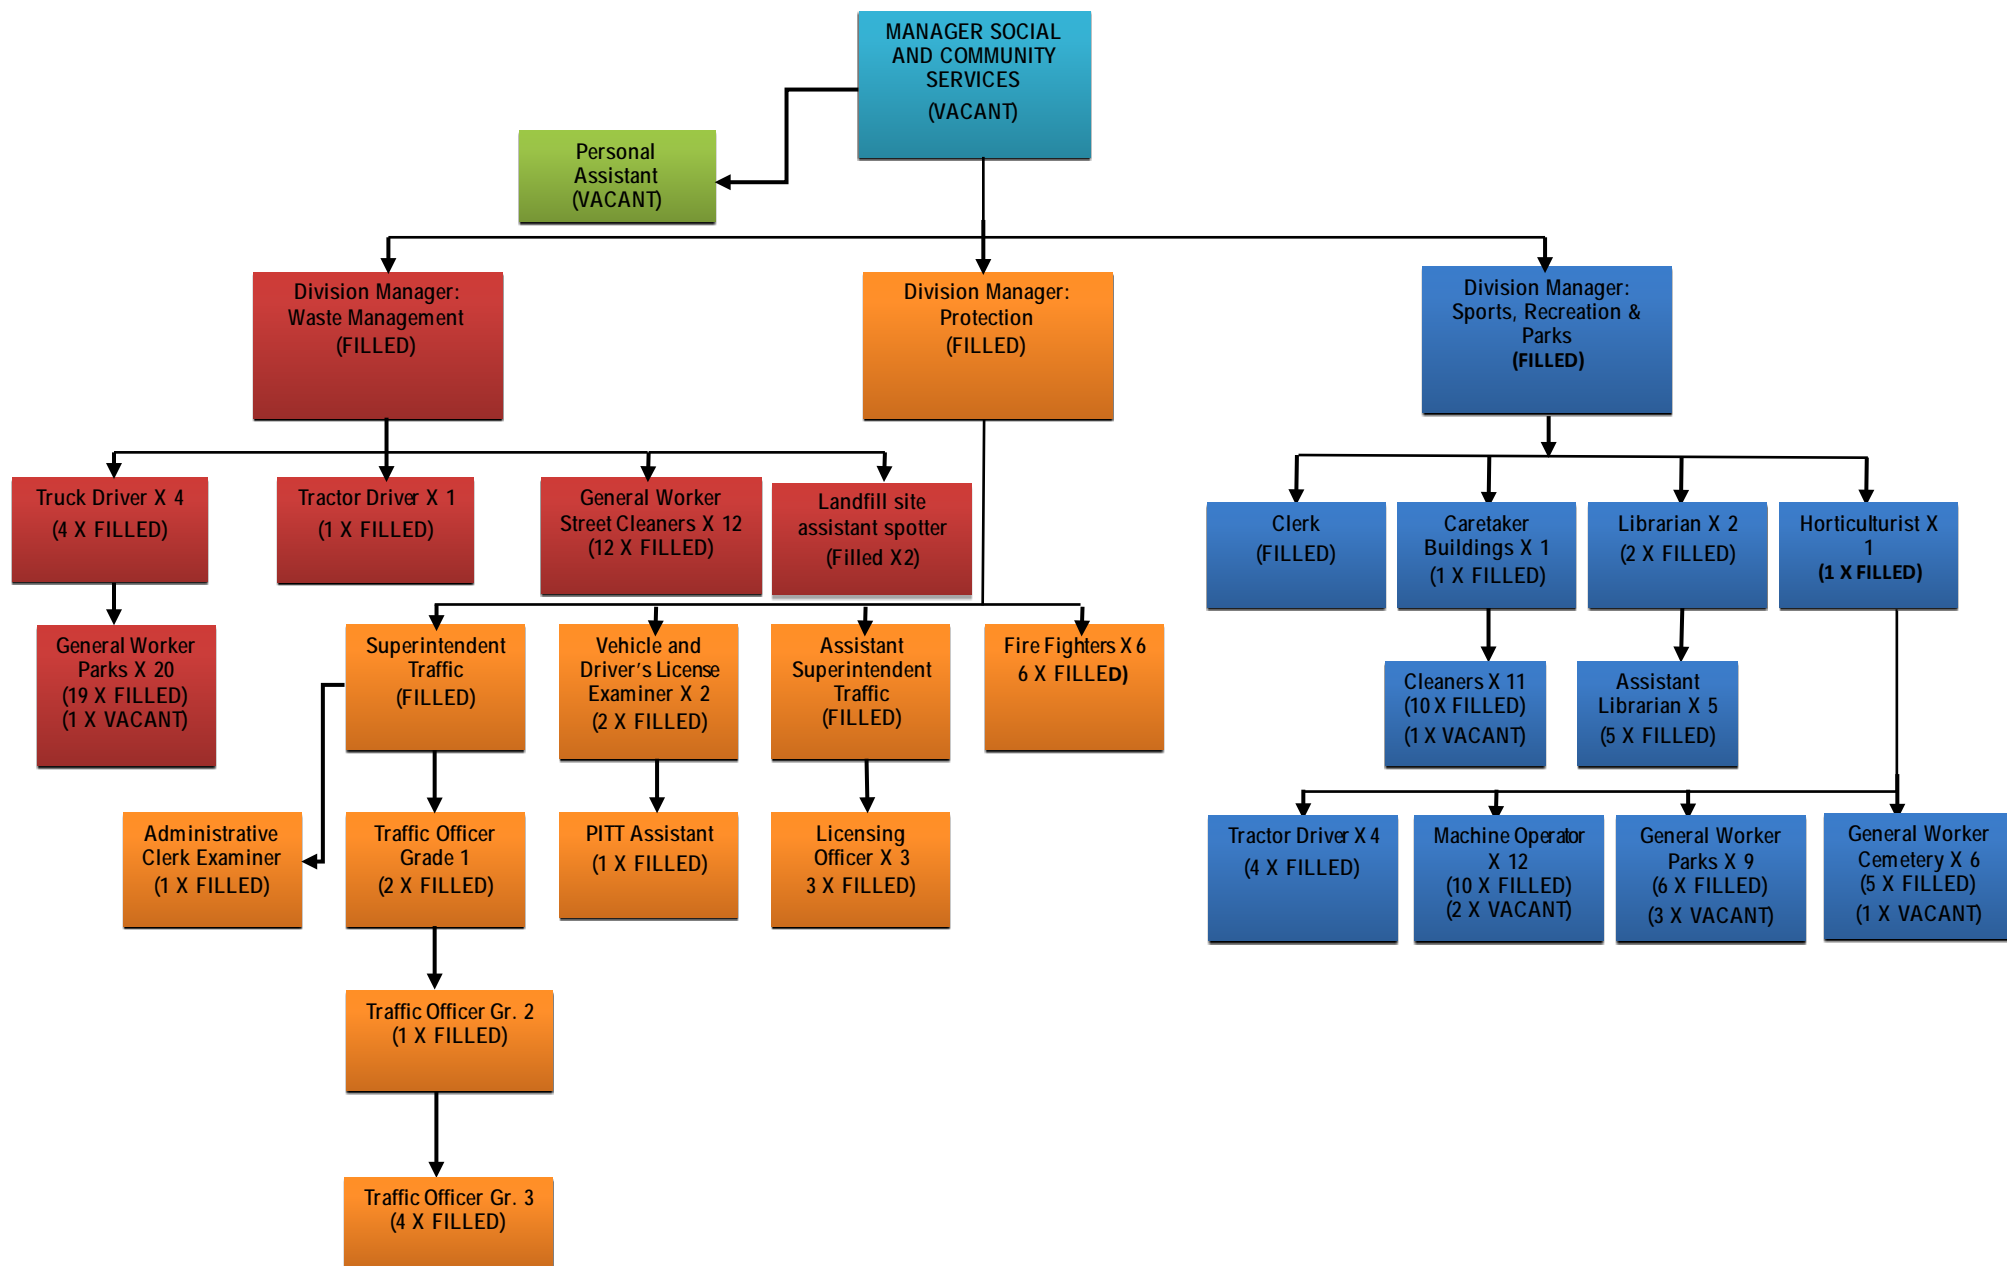 MANAGER SOCIAL
AND COMMUNITY
SERVICES
(VACANT)
Personal
Assistant
(VACANT)
Division Manager:
Waste Management
(FILLED)
Division Manager:
Protection
(FILLED)
Division Manager:
Sports, Recreation &
Parks
(FILLED)
Truck Driver X 4
(4 X FILLED)
Tractor Driver X 1
(1 X FILLED)
General Worker
Street Cleaners X 12
(12 X FILLED)
Landfill site
assistant spotter
(Filled X2)
Clerk
(FILLED)
Caretaker
Buildings X 1
(1 X FILLED)
Librarian X 2
(2 X FILLED)
Horticulturist X
1
(1 X FILLED)
General Worker
Parks X 20
(19 X FILLED)
(1 X VACANT)
Superintendent
Traffic
(FILLED)
Vehicle and
Driver's License
Examiner X 2
(2 X FILLED)
Assistant
Superintendent
Traffic
(FILLED)
Fire Fighters X 6
6 X FILLED)
Cleaners X 11
(10 X FILLED)
(1 X VACANT)
Assistant
Librarian X 5
(5 X FILLED)
Administrative
Clerk Examiner
(1 X FILLED)
Traffic Officer
Grade 1
(2 X FILLED)
PITT Assistant
(1 X FILLED)
Licensing
Officer X 3
3 X FILLED)
Tractor Driver X 4
(4 X FILLED)
Machine Operator
X 12
(10 X FILLED)
(2 X VACANT)
General Worker
Parks X 9
(6 X FILLED)
(3 X VACANT)
General Worker
Cemetery X 6
(5 X FILLED)
(1 X VACANT)
Traffic Officer Gr. 2
(1 X FILLED)
Traffic Officer Gr. 3
(4 X FILLED)